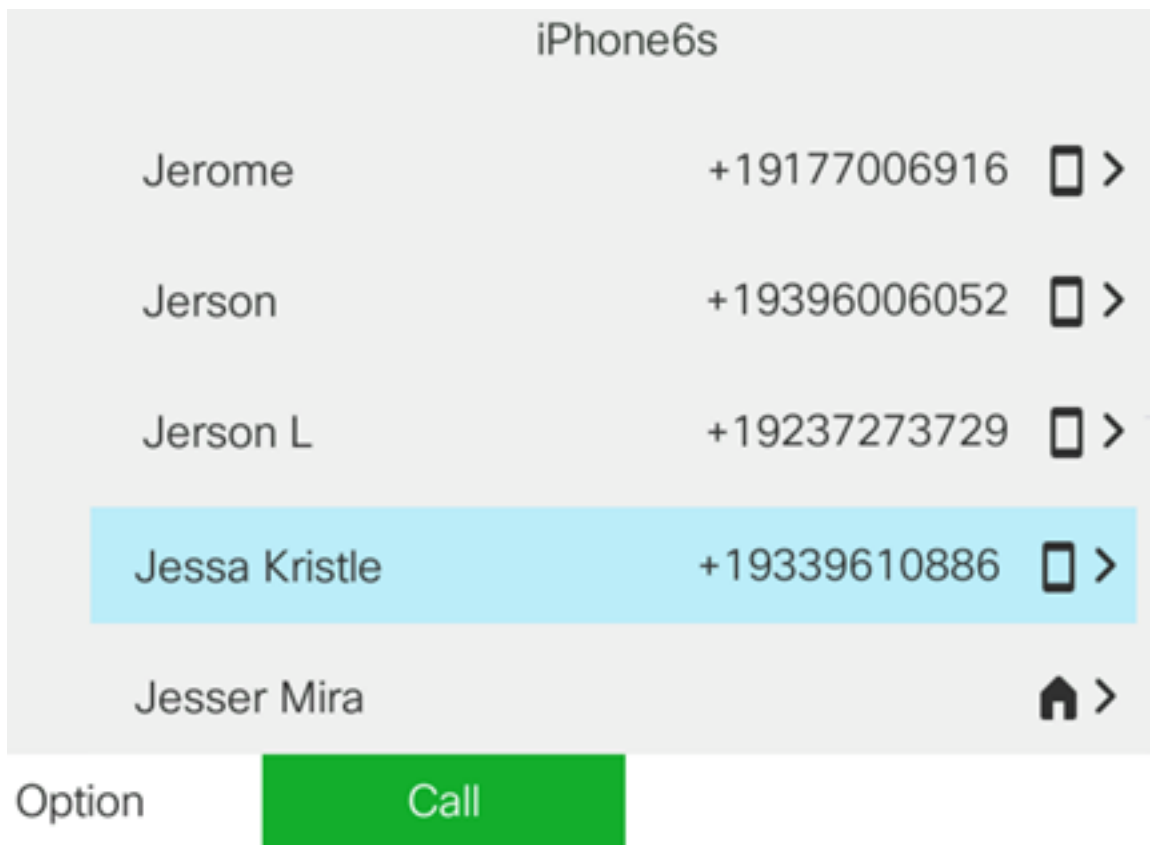 iPhone6s
Jerome +19177006916
Jerson +19396006052
Jerson L +19237273729
Jessa Kristle +19339610886
Jesser Mira
Option Call